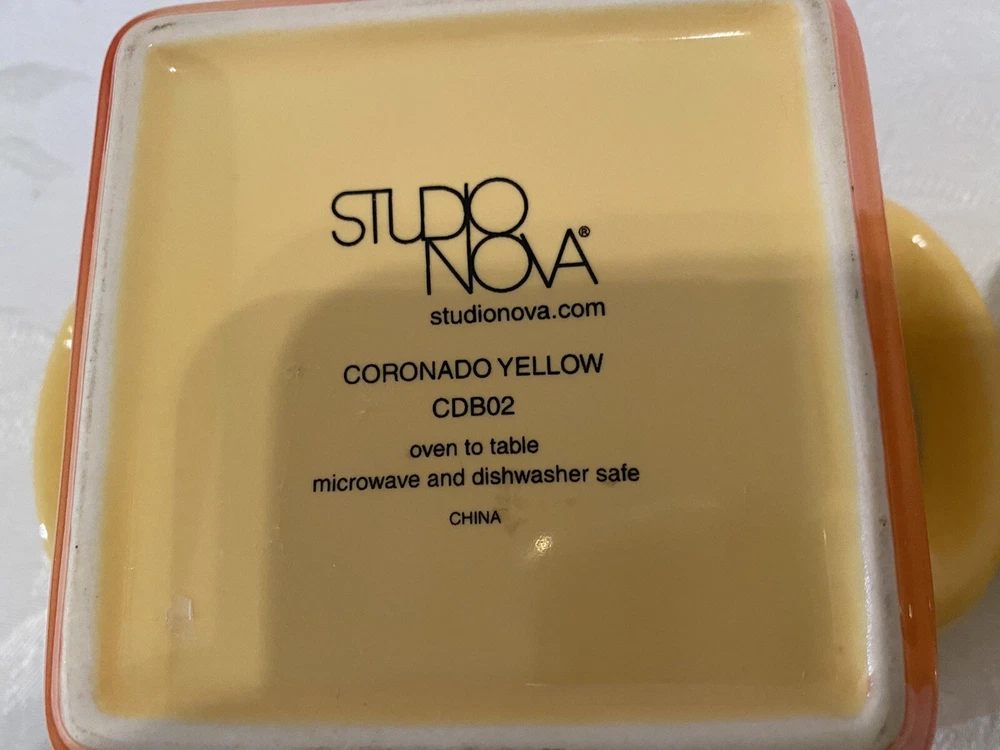 STUDIO
NOVA®
studionova.com
CORONADO YELLOW
CDB02
oven to table
microwave and dishwasher safe
CHINA